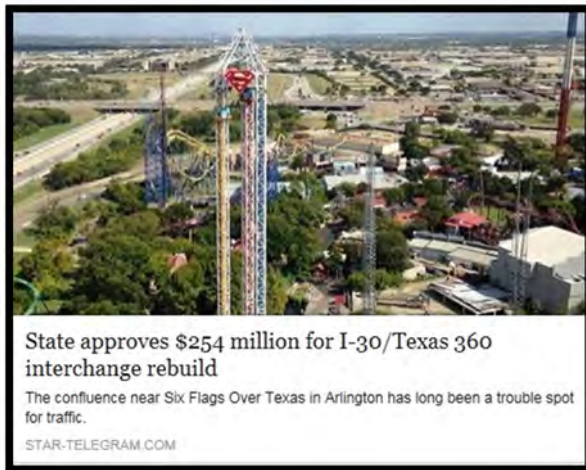 State approves $254 million for I-30/Texas 360
interchange rebuild
The confluence near Six Flags Over Texas in Arlington has long been a trouble spot
for traffic.
STAR-TELEGRAM.COM